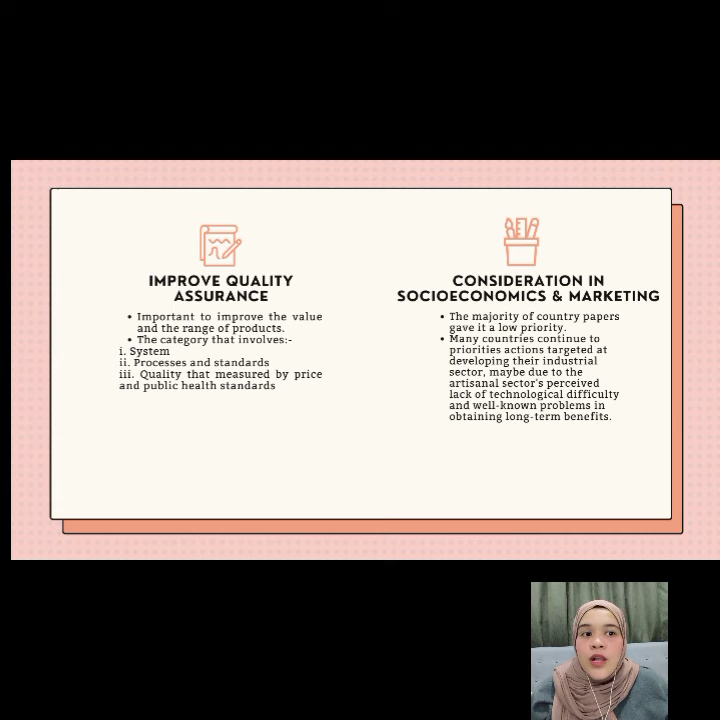 IMPROVE QUALITY
ASSURANCE
• Important to improve the value
and the range of products.
• The category that involves:-
i. System
ii. Processes and standards
iii. Quality that measured by price
and public health standards
CONSIDERATION IN
SOCIOECONOMICS & MARKETING
• The majority of country papers
gave it a low priority.
• Many countries continue to
priorities actions targeted at
developing their industrial
sector, maybe due to the
artisanal sector's perceived
lack of technological difficulty
and well-known problems in
obtaining long-term benefits.